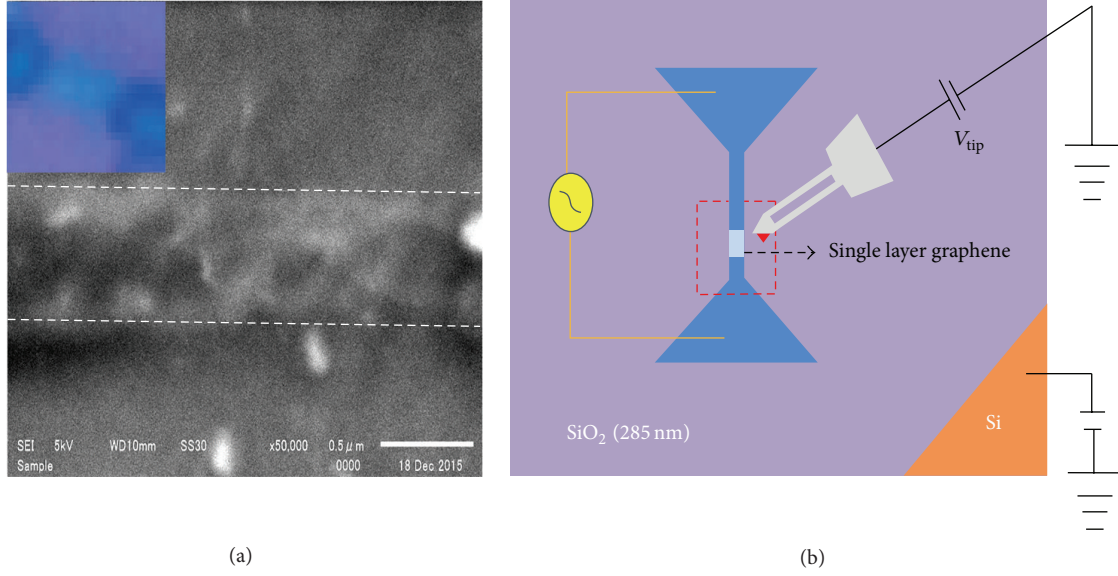 SEI 5kV WD10mm SS30 x50,000 0.5 μm
Sample 0000 18 Dec 2015
(a)
V_tip
Single layer graphene
SiO₂ (285 nm)
Si
(b)